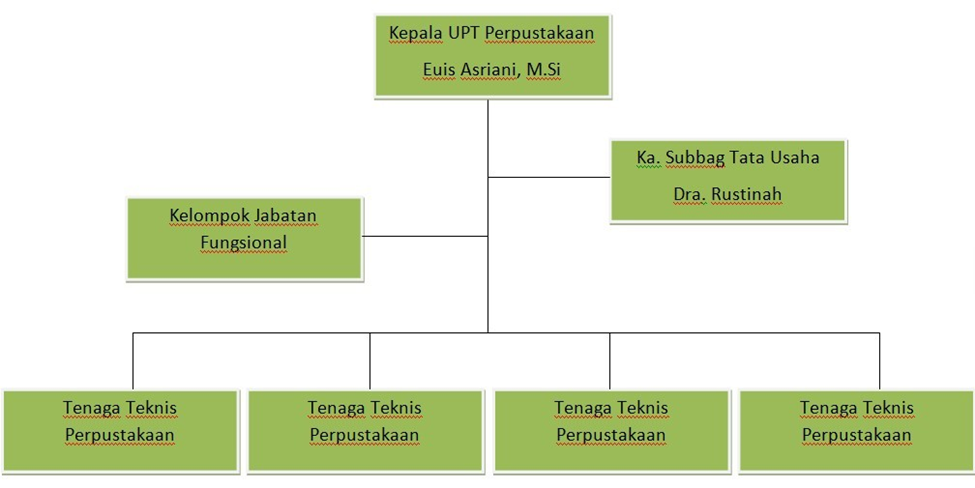 Kepala UPT Perpustakaan
Euis Asriani, M.Si
Ka. Subbag Tata Usaha
Dra. Rustinah
Kelompok Jabatan
Fungsional
Tenaga Teknis
Perpustakaan
Tenaga Teknis
Perpustakaan
Tenaga Teknis
Perpustakaan
Tenaga Teknis
Perpustakaan